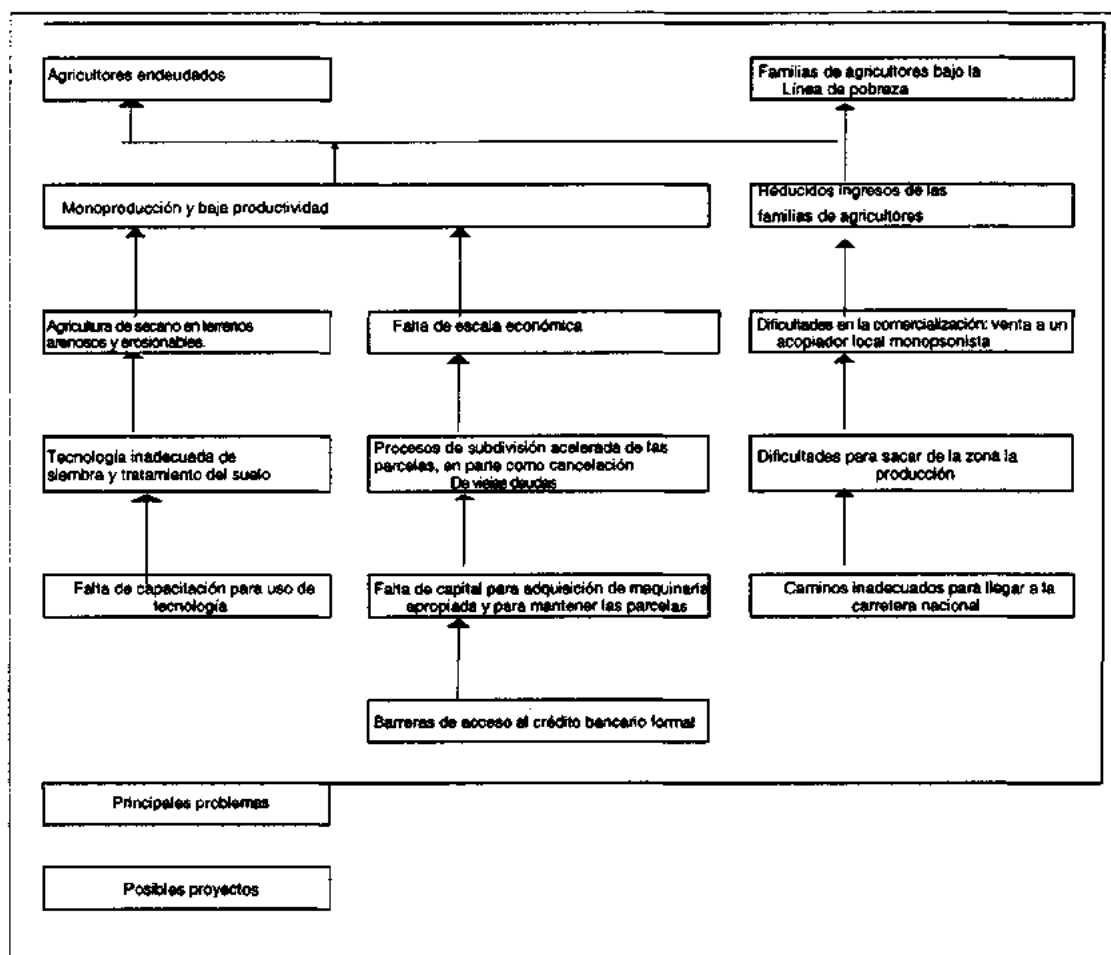 Agricultores endeudados
Familias de agricultores bajo la
Línea de pobreza
Monoproducción y baja productividad
Réducidos ingresos de las
familias de agricultores
Agricultura de secano en terrenos
arenosos y erosionables.
Falta de escala económica
Dificultades en la comercialización: venta a un
acopiador local monopsonista
Tecnología inadecuada de
siembra y tratamiento del suelo
Procesos de subdivisión acelerada de las
parcelas, en parte como cancelación
De viejas deudas
Dificultades para sacar de la zona la
producción
Falta de capacitación para uso de
tecnología
Falta de capital para adquisición de maquinaria
apropiada y para mantener las parcelas
Caminos inadecuados para llegar a la
carretera nacional
Barreras de acceso al crédito bancario formal
Principales problemas
Posibles proyectos